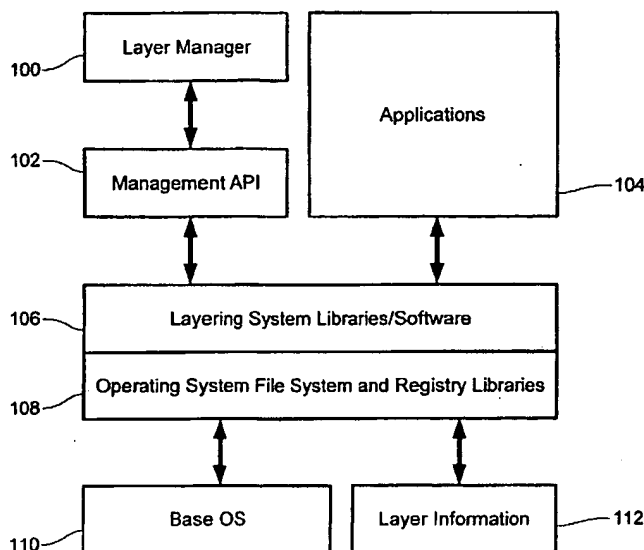 Layer Manager
100
Applications
102
Management API
104
106
Layering System Libraries/Software
Operating System File System and Registry Libraries
108
Base OS
110
Layer Information
112